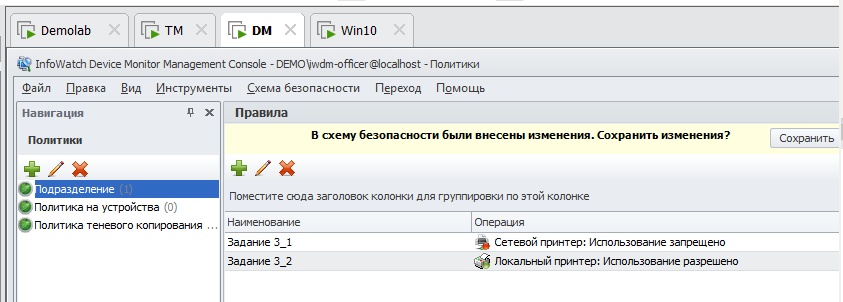 Demolab
TM
DM
Win10
InfoWatch Device Monitor Management Console - DEMO\iwdm-officer@localhost - Политики
Файл Правка Вид Инструменты Схема безопасности Переход Помощь
Навигация
Правила
Политики
В схему безопасности были внесены изменения. Сохранить изменения?
Сохранить
Подразделение (1)
Политика на устройства (0)
Политика теневого копирования ...
Поместите сюда заголовок колонки для группировки по этой колонке
Наименование Операция
Задание 3_1 Сетевой принтер: Использование запрещено
Задание 3_2 Локальный принтер: Использование разрешено